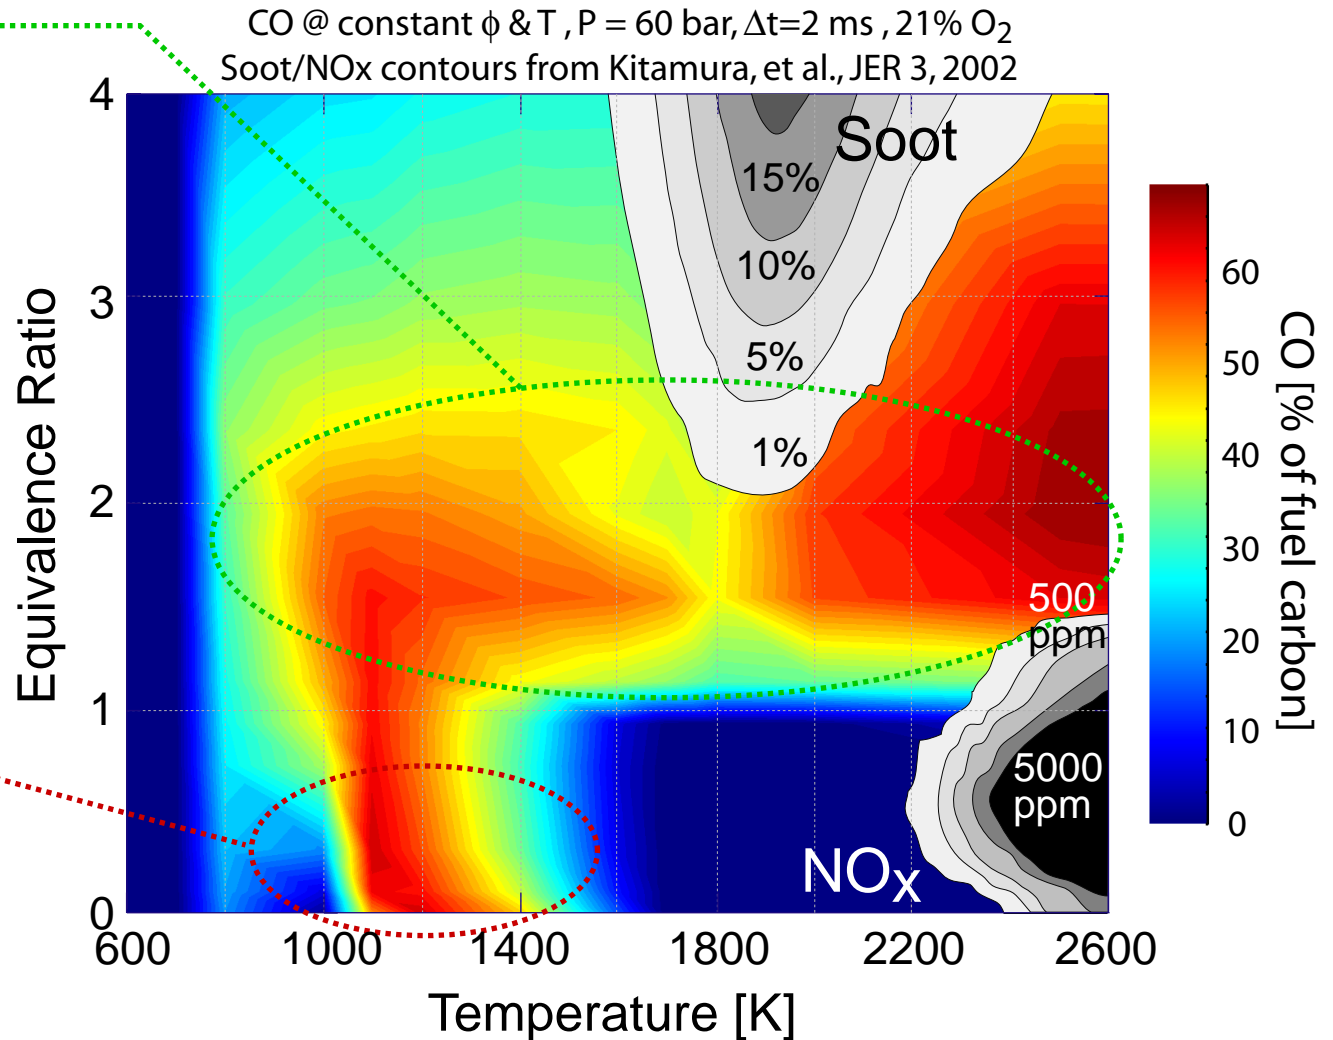 CO @ constant ϕ & T , P = 60 bar, Δt=2 ms , 21% O₂
Soot/NOx contours from Kitamura, et al., JER 3, 2002
4
3
2
1
0
Equivalence Ratio
Soot
15%
10%
5%
1%
500
ppm
5000
ppm
NOx
600 1000 1400 1800 2200 2600
Temperature [K]
60
50
40
30
20
10
0
CO [% of fuel carbon]